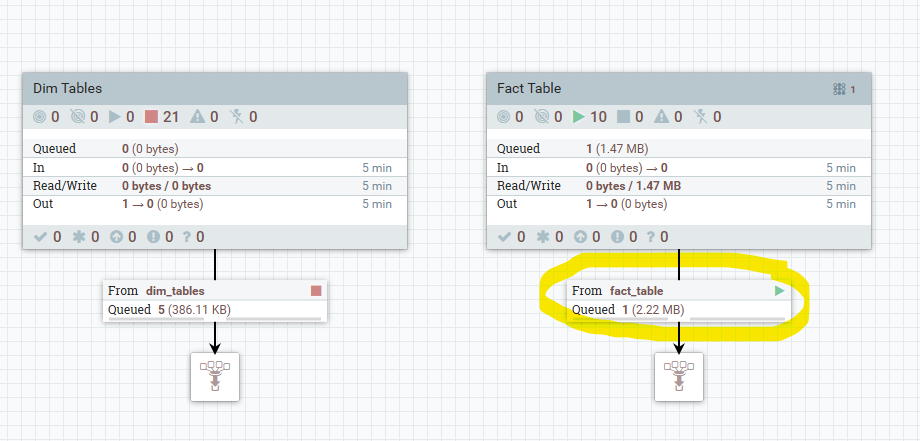 Dim Tables
0 0 0 21 0 0
Queued 0 (0 bytes)
In 0 (0 bytes) → 0 5 min
Read/Write 0 bytes / 0 bytes 5 min
Out 1 → 0 (0 bytes) 5 min
0 0 0 0 ? 0
From dim_tables
Queued 5 (386.11 KB)
Fact Table 1
0 0 10 0 0 0
Queued 1 (1.47 MB)
In 0 (0 bytes) → 0 5 min
Read/Write 0 bytes / 1.47 MB 5 min
Out 1 → 0 (0 bytes) 5 min
0 0 0 0 ? 0
From fact_table
Queued 1 (2.22 MB)